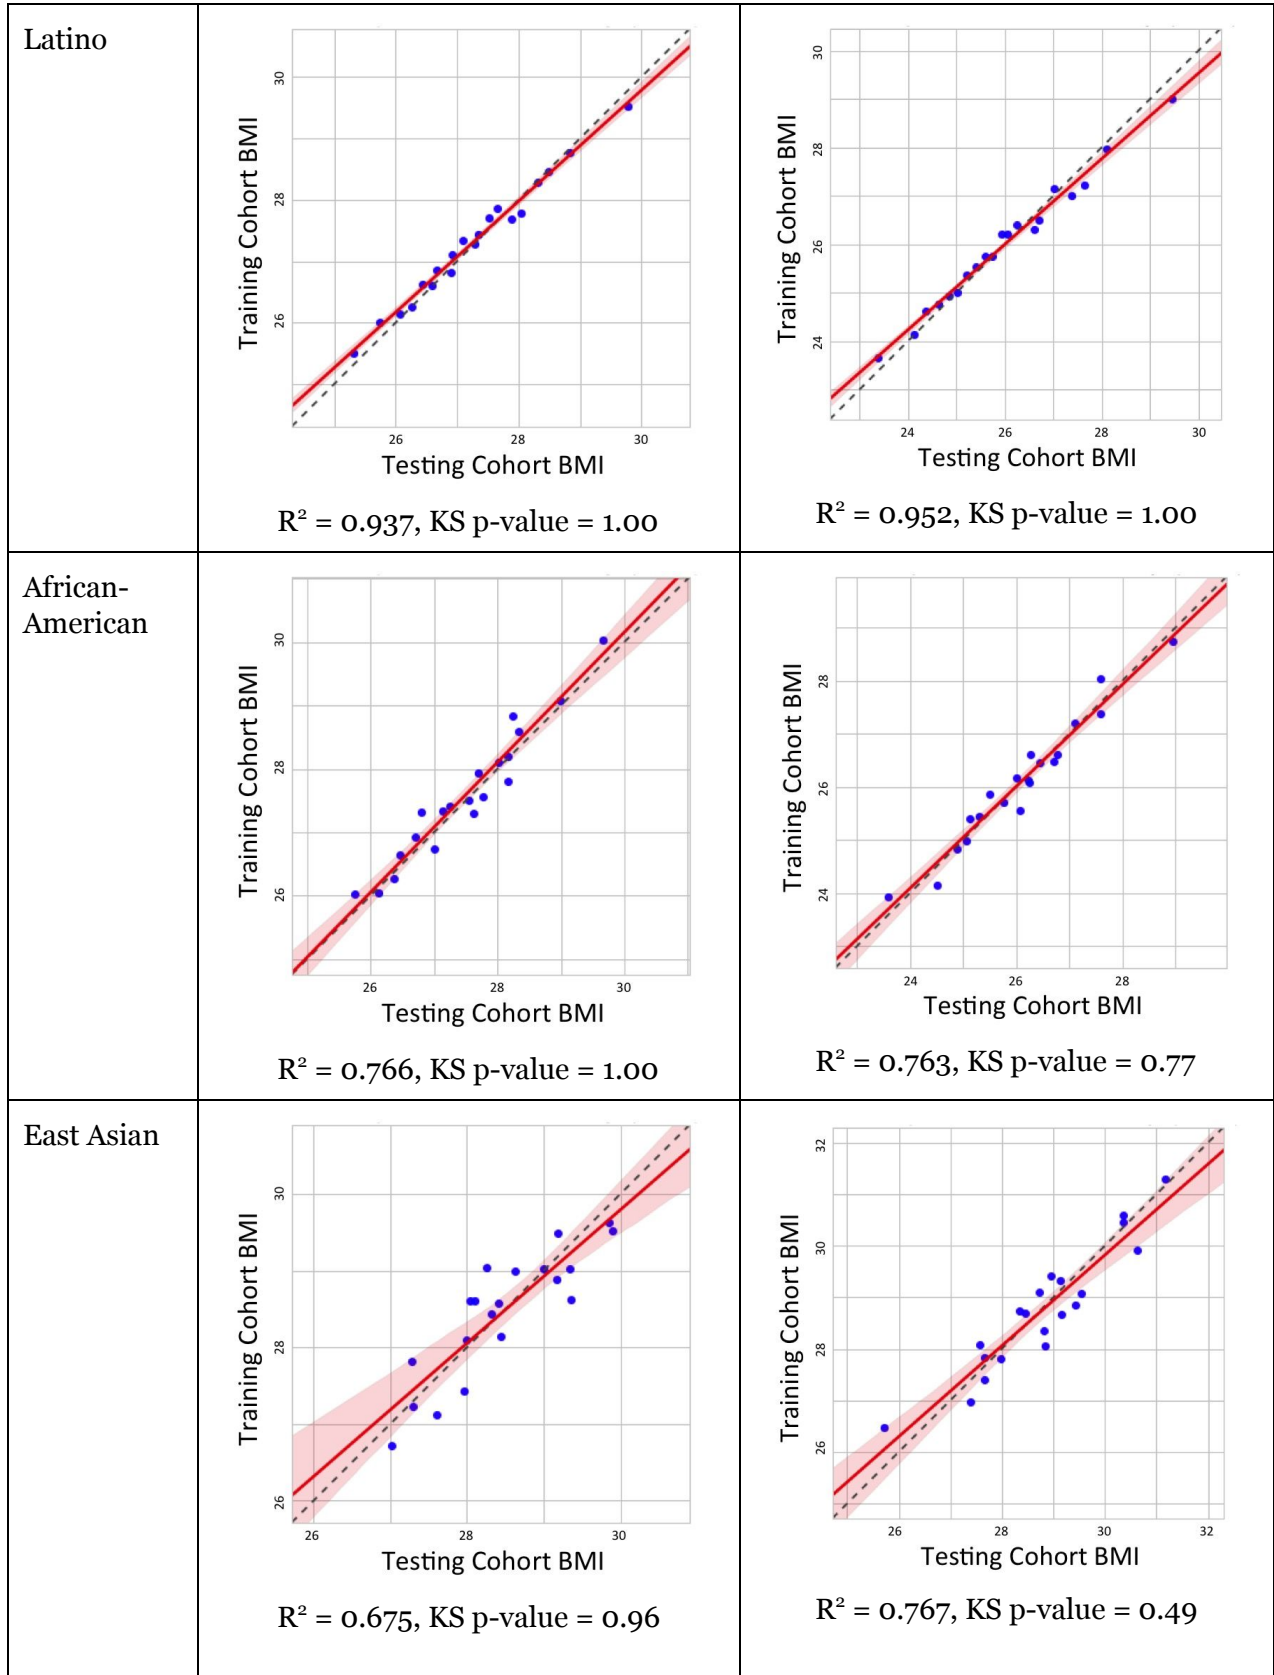 Latino
30
28
26
Training Cohort BMI
26 28 30
Testing Cohort BMI
R² = 0.937, KS p-value = 1.00
30
28
26
24
Training Cohort BMI
24 26 28 30
Testing Cohort BMI
R² = 0.952, KS p-value = 1.00
African-
American
30
28
26
Training Cohort BMI
26 28 30
Testing Cohort BMI
R² = 0.766, KS p-value = 1.00
28
26
24
Training Cohort BMI
24 26 28
Testing Cohort BMI
R² = 0.763, KS p-value = 0.77
East Asian
30
28
26
Training Cohort BMI
26 28 30
Testing Cohort BMI
R² = 0.675, KS p-value = 0.96
32
30
28
26
Training Cohort BMI
26 28 30 32
Testing Cohort BMI
R² = 0.767, KS p-value = 0.49